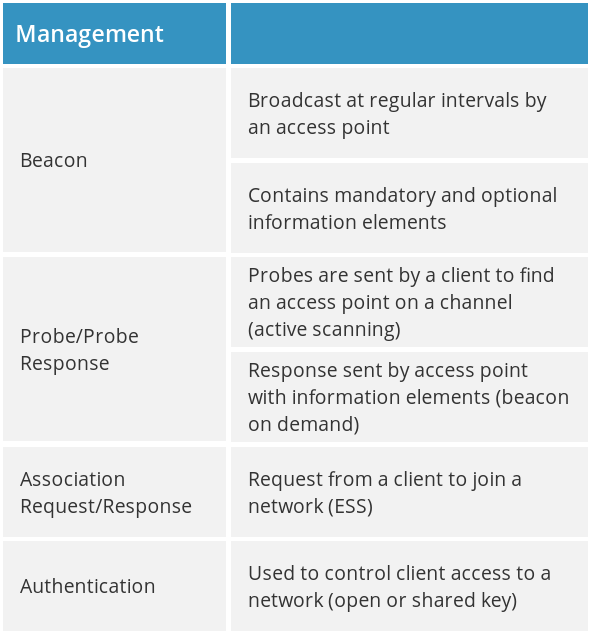 Management
Beacon
Broadcast at regular intervals by
an access point
Contains mandatory and optional
information elements
Probe/Probe
Response
Probes are sent by a client to find
an access point on a channel
(active scanning)
Response sent by access point
with information elements (beacon
on demand)
Association
Request/Response
Request from a client to join a
network (ESS)
Authentication
Used to control client access to a
network (open or shared key)